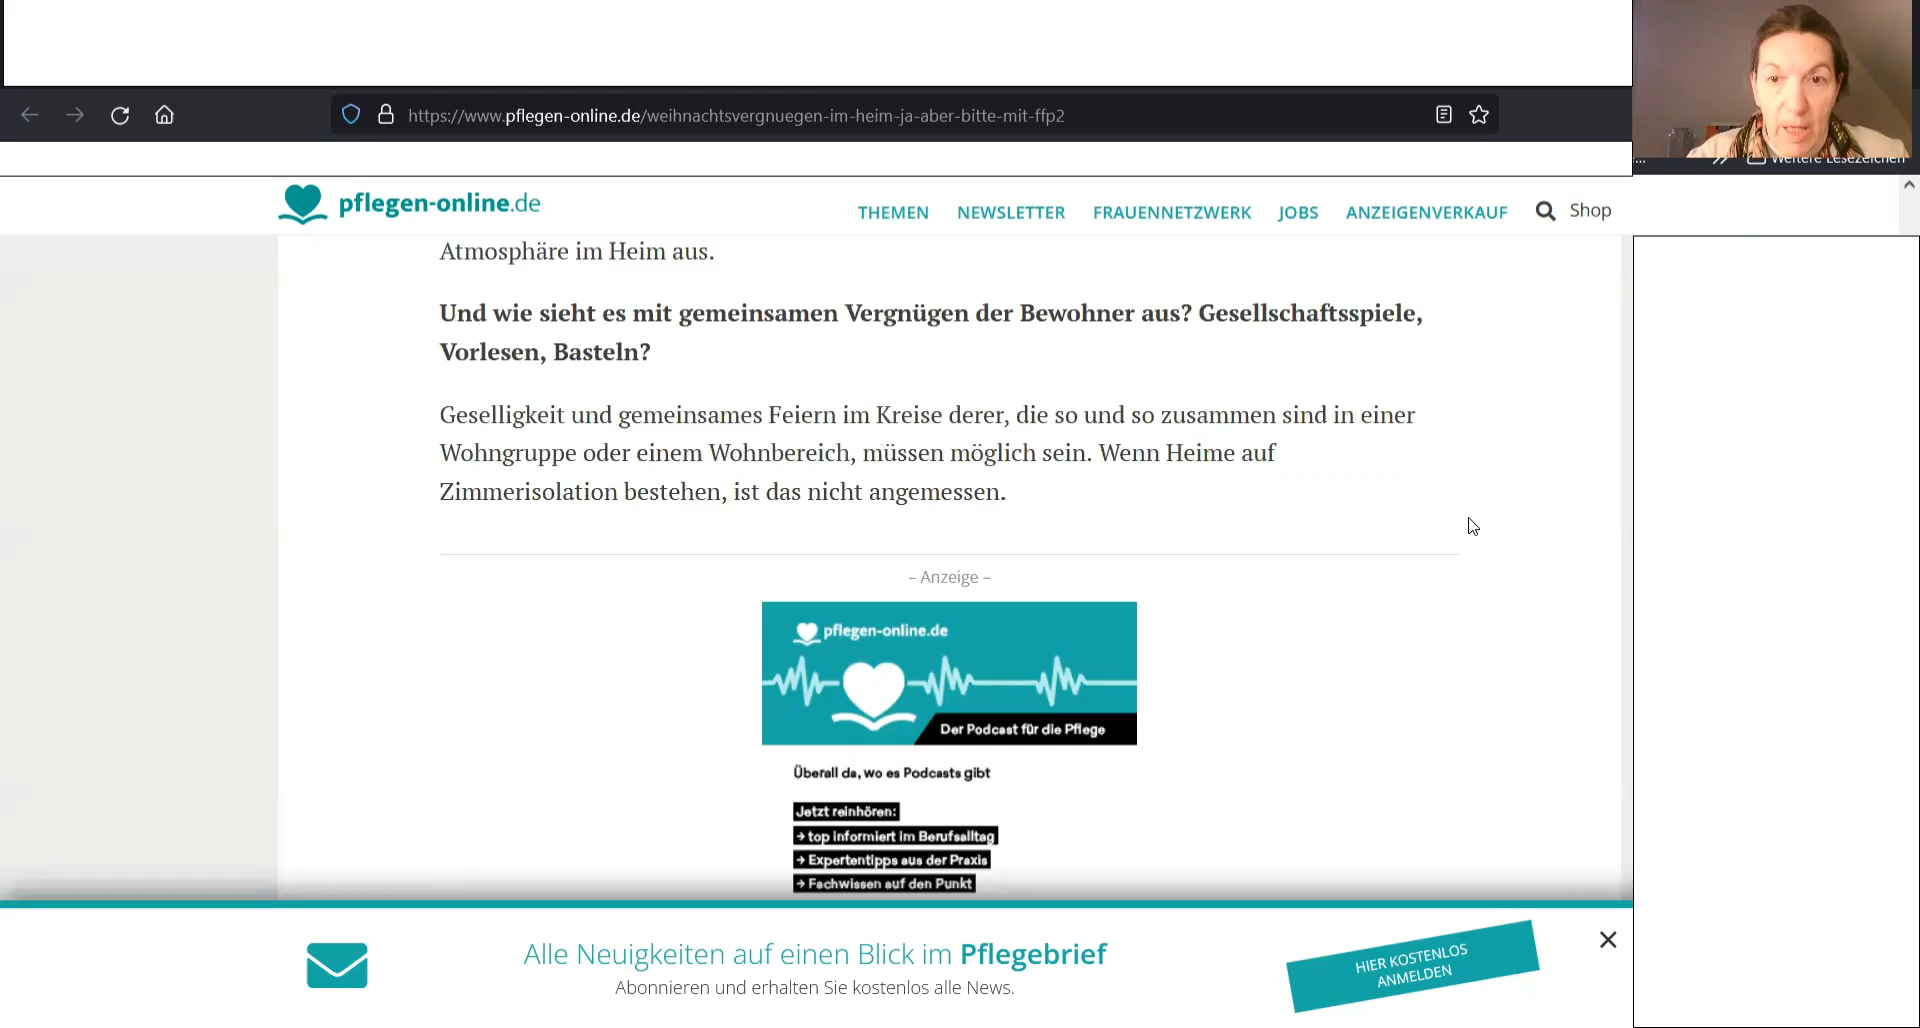 https://www.pflegen-online.de/weihnachtsvergnuegen-im-heim-ja-aber-bitte-mit-ffp2
Weitere Lesezeichen
pflegen-online.de
THEMEN NEWSLETTER FRAUENNETZWERK JOBS ANZEIGENVERKAUF Shop
Atmosphäre im Heim aus.
Und wie sieht es mit gemeinsamen Vergnügen der Bewohner aus? Gesellschaftsspiele,
Vorlesen, Basteln?
Geselligkeit und gemeinsames Feiern im Kreise derer, die so und so zusammen sind in einer
Wohngruppe oder einem Wohnbereich, müssen möglich sein. Wenn Heime auf
Zimmerisolation bestehen, ist das nicht angemessen.
– Anzeige –
pflegen-online.de
Der Podcast für die Pflege
Überall da, wo es Podcasts gibt
Jetzt reinhören:
→ top informiert im Berufsalltag
→ Expertentipps aus der Praxis
→ Fachwissen auf den Punkt
Alle Neuigkeiten auf einen Blick im Pflegebrief
Abonnieren und erhalten Sie kostenlos alle News.
HIER KOSTENLOS
ANMELDEN